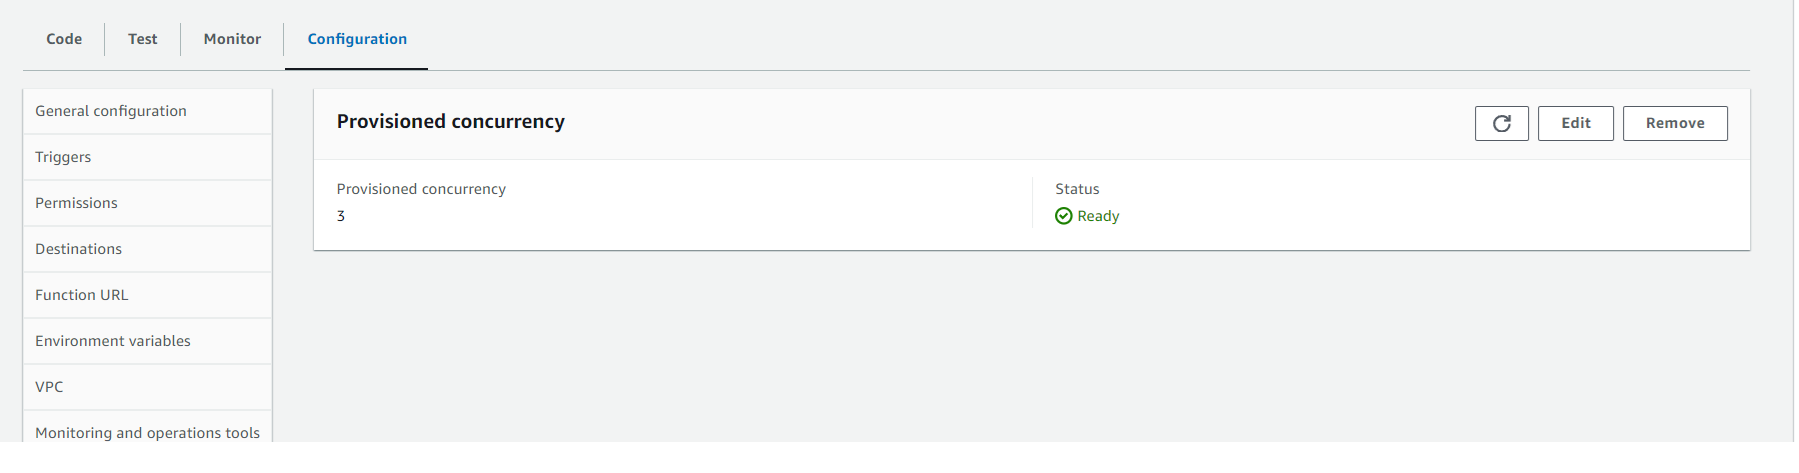 Code
Test
Monitor
Configuration
General configuration
Triggers
Permissions
Destinations
Function URL
Environment variables
VPC
Monitoring and operations tools
Provisioned concurrency
Edit
Remove
Provisioned concurrency
3
Status
Ready